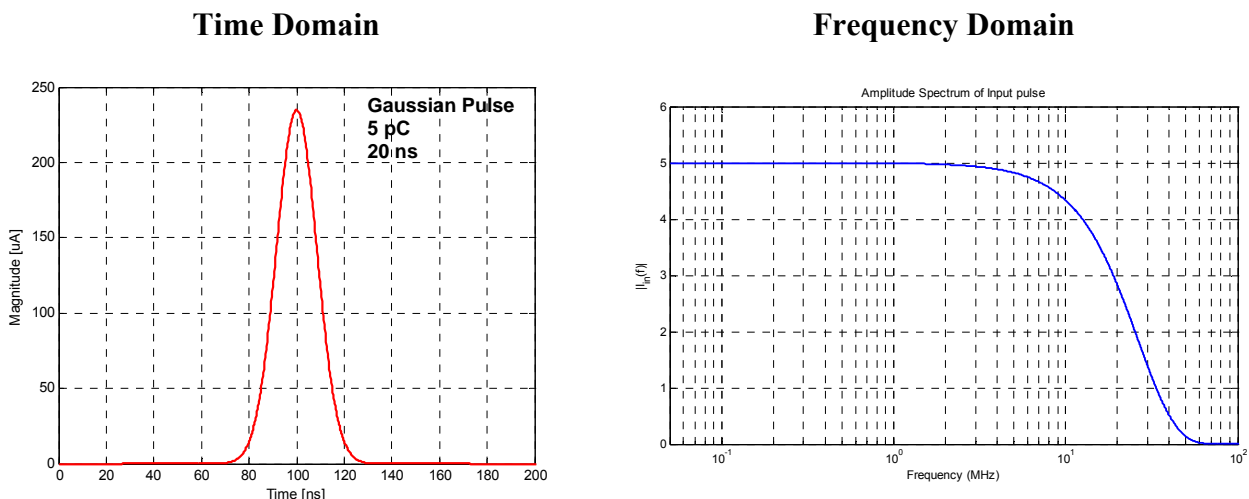 Time Domain
Frequency Domain
Gaussian Pulse
5 pC
20 ns
250
200
150
100
50
0
Magnitude [uA]
0 20 40 60 80 100 120 140 160 180 200
Time [ns]
Amplitude Spectrum of Input pulse
6
5
4
3
2
1
0
|I_in(f)|
10^-1 10^0 10^1 10^2
Frequency (MHz)